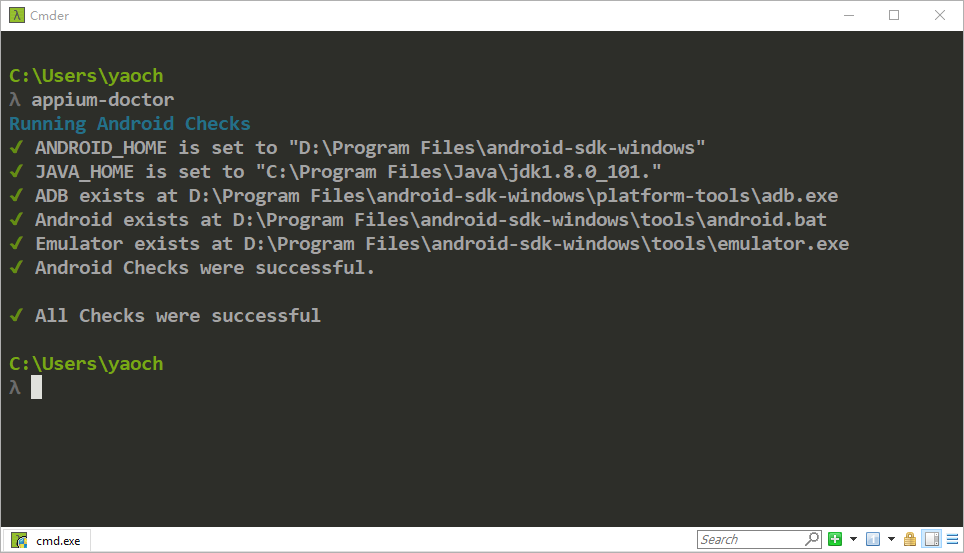 Cmder
C:\Users\yaoch
λ appium-doctor
Running Android Checks
✔ ANDROID_HOME is set to "D:\Program Files\android-sdk-windows"
✔ JAVA_HOME is set to "C:\Program Files\Java\jdk1.8.0_101."
✔ ADB exists at D:\Program Files\android-sdk-windows\platform-tools\adb.exe
✔ Android exists at D:\Program Files\android-sdk-windows\tools\android.bat
✔ Emulator exists at D:\Program Files\android-sdk-windows\tools\emulator.exe
✔ Android Checks were successful.
✔ All Checks were successful
C:\Users\yaoch
λ
cmd.exe
Search